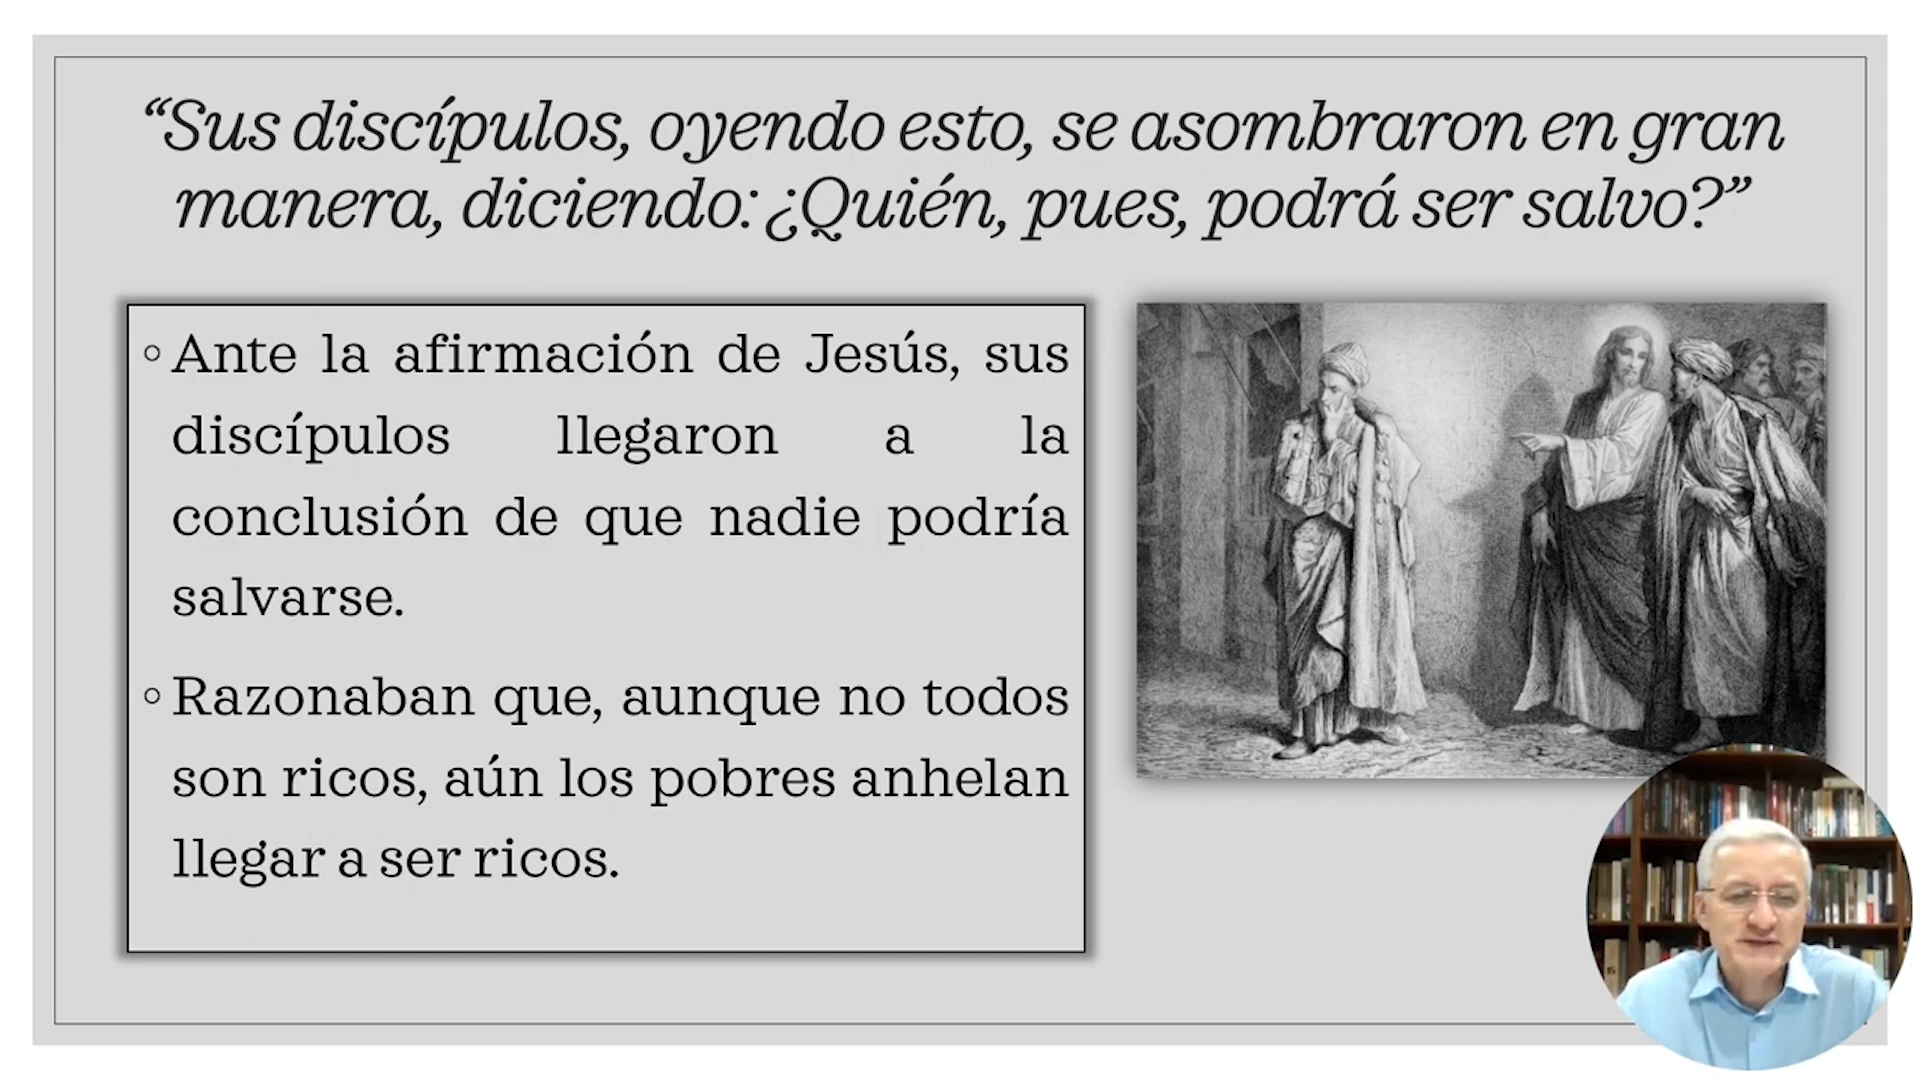 “Sus discípulos, oyendo esto, se asombraron en gran
manera, diciendo: ¿Quién, pues, podrá ser salvo?”
◦ Ante la afirmación de Jesús, sus
discípulos llegaron a la
conclusión de que nadie podría
salvarse.
◦ Razonaban que, aunque no todos
son ricos, aún los pobres anhelan
llegar a ser ricos.